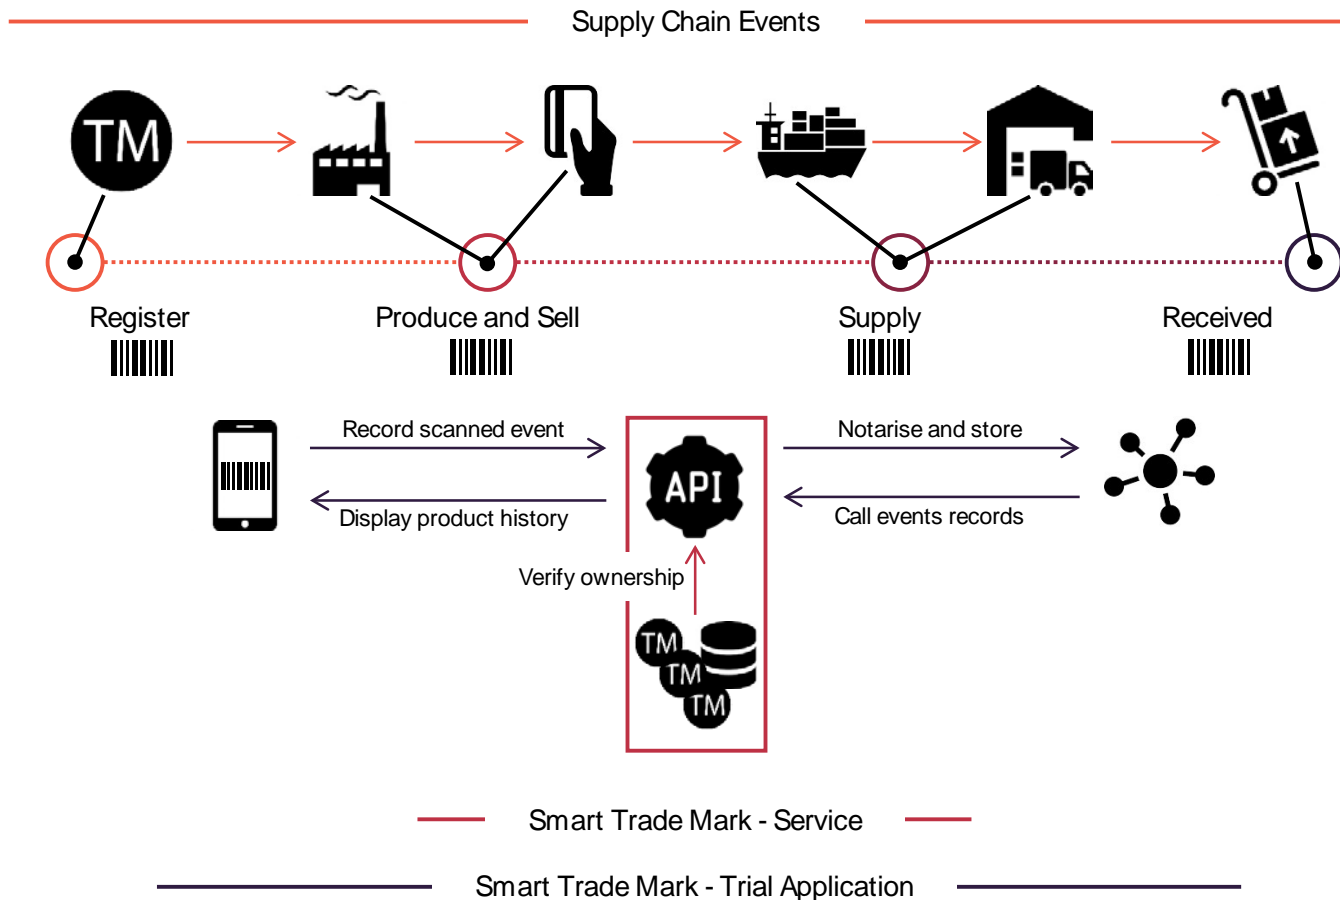 Supply Chain Events
TM
Register
Produce and Sell
Supply
Received
Record scanned event
Notarise and store
API
Display product history
Call events records
Verify ownership
TM
TM
TM
Smart Trade Mark - Service
Smart Trade Mark - Trial Application